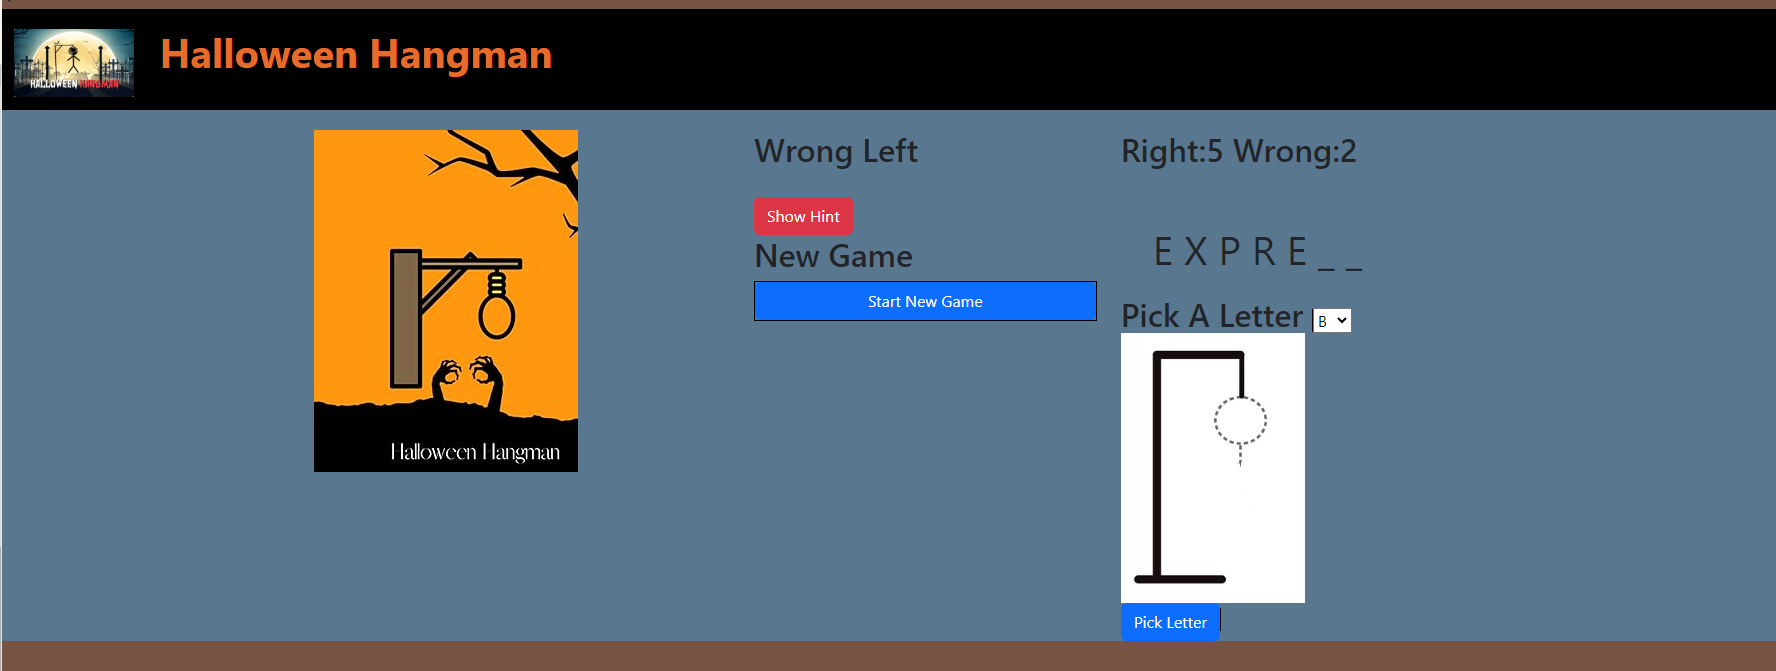 HALLOWEEN HANGMAN
Halloween Hangman
Halloween Hangman
Wrong Left
Show Hint
New Game
Start New Game
Right:5 Wrong:2
E X P R E _ _
Pick A Letter B
Pick Letter